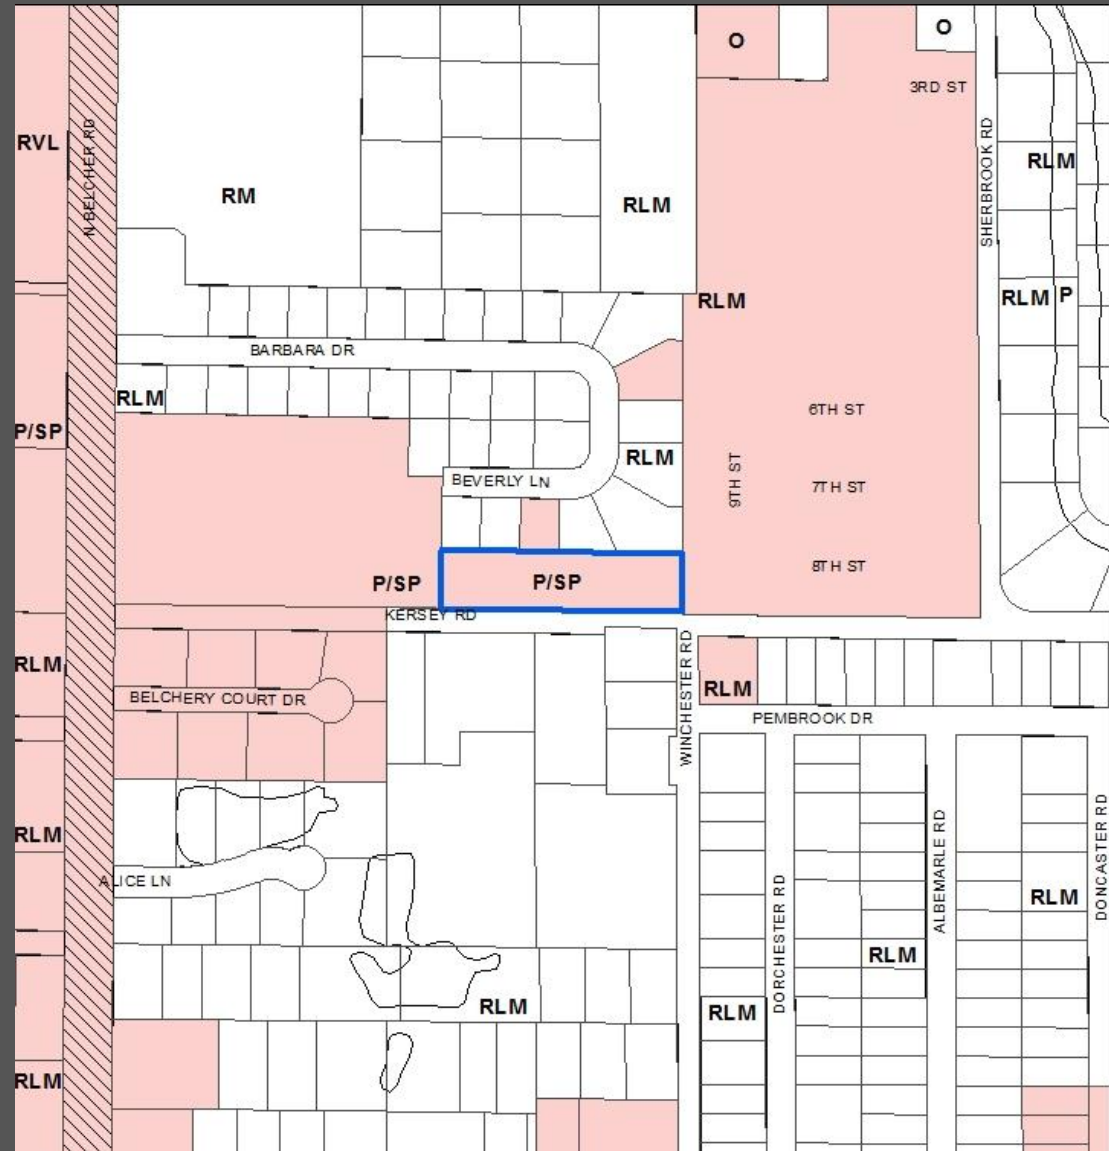 O
O
3RD ST
RVL
N BELCHER RD
RM
RLM
SHERBROOK RD
RLM
RLM
RLM P
BARBARA DR
RLM
P/SP
6TH ST
RLM
BEVERLY LN
9TH ST
7TH ST
8TH ST
P/SP
P/SP
KERSEY RD
RLM
WINCHESTER RD
RLM
BELCHERY COURT DR
PEMBROOK DR
RLM
ALICE LN
DORCHESTER RD
ALBEMARLE RD
DONCASTER RD
RLM
RLM
RLM
RLM
RLM